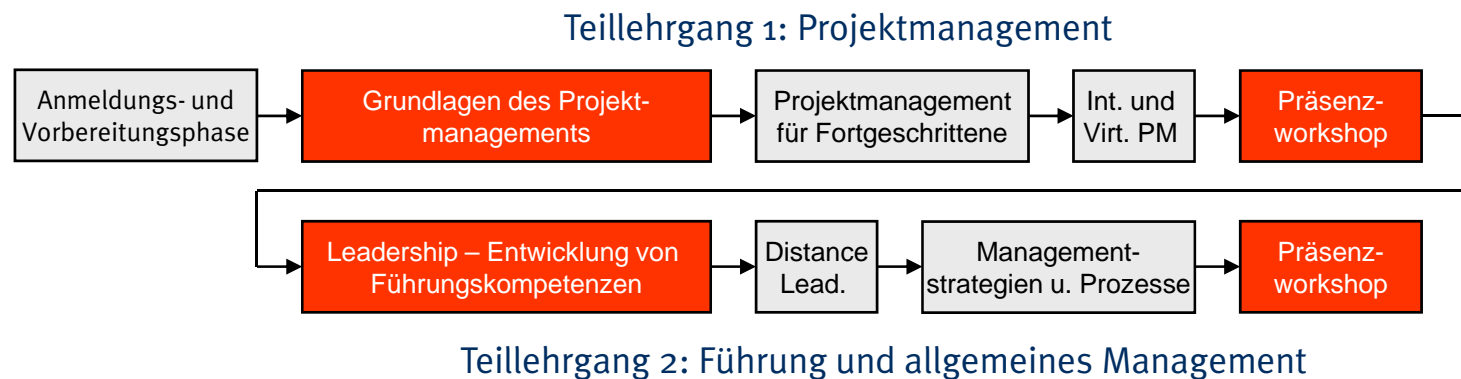 Teillehrgang 1: Projektmanagement
Anmeldungs- und
Vorbereitungsphase
Grundlagen des Projekt-
managements
Projektmanagement
für Fortgeschrittene
Int. und
Virt. PM
Präsenz-
workshop
Leadership – Entwicklung von
Führungskompetenzen
Distance
Lead.
Management-
strategien u. Prozesse
Präsenz-
workshop
Teillehrgang 2: Führung und allgemeines Management